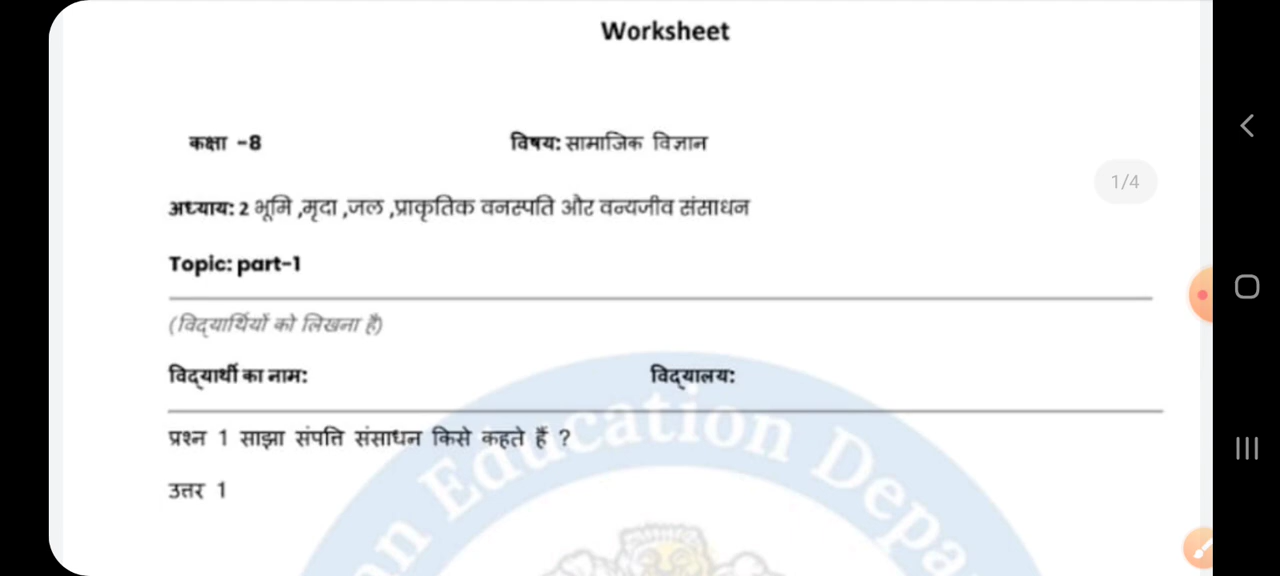 Worksheet
कक्षा -8 विषय: सामाजिक विज्ञान
1/4
अध्याय: 2 भूमि ,मृदा ,जल ,प्राकृतिक वनस्पति और वन्यजीव संसाधन
Topic: part-1
(विद्यार्थियों को लिखना है)
विद्यार्थी का नाम: विद्यालय:
प्रश्न 1 साझा संपत्ति संसाधन किसे कहते हैं ?
उत्तर 1
Education